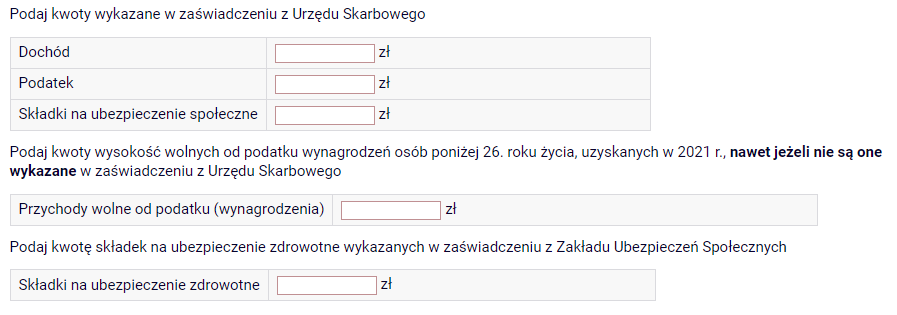 Podaj kwoty wykazane w zaświadczeniu z Urzędu Skarbowego
Dochód zł
Podatek zł
Składki na ubezpieczenie społeczne zł
Podaj kwoty wysokość wolnych od podatku wynagrodzeń osób poniżej 26. roku życia, uzyskanych w 2021 r., nawet jeżeli nie są one
wykazane w zaświadczeniu z Urzędu Skarbowego
Przychody wolne od podatku (wynagrodzenia) zł
Podaj kwotę składek na ubezpieczenie zdrowotne wykazanych w zaświadczeniu z Zakładu Ubezpieczeń Społecznych
Składki na ubezpieczenie zdrowotne zł